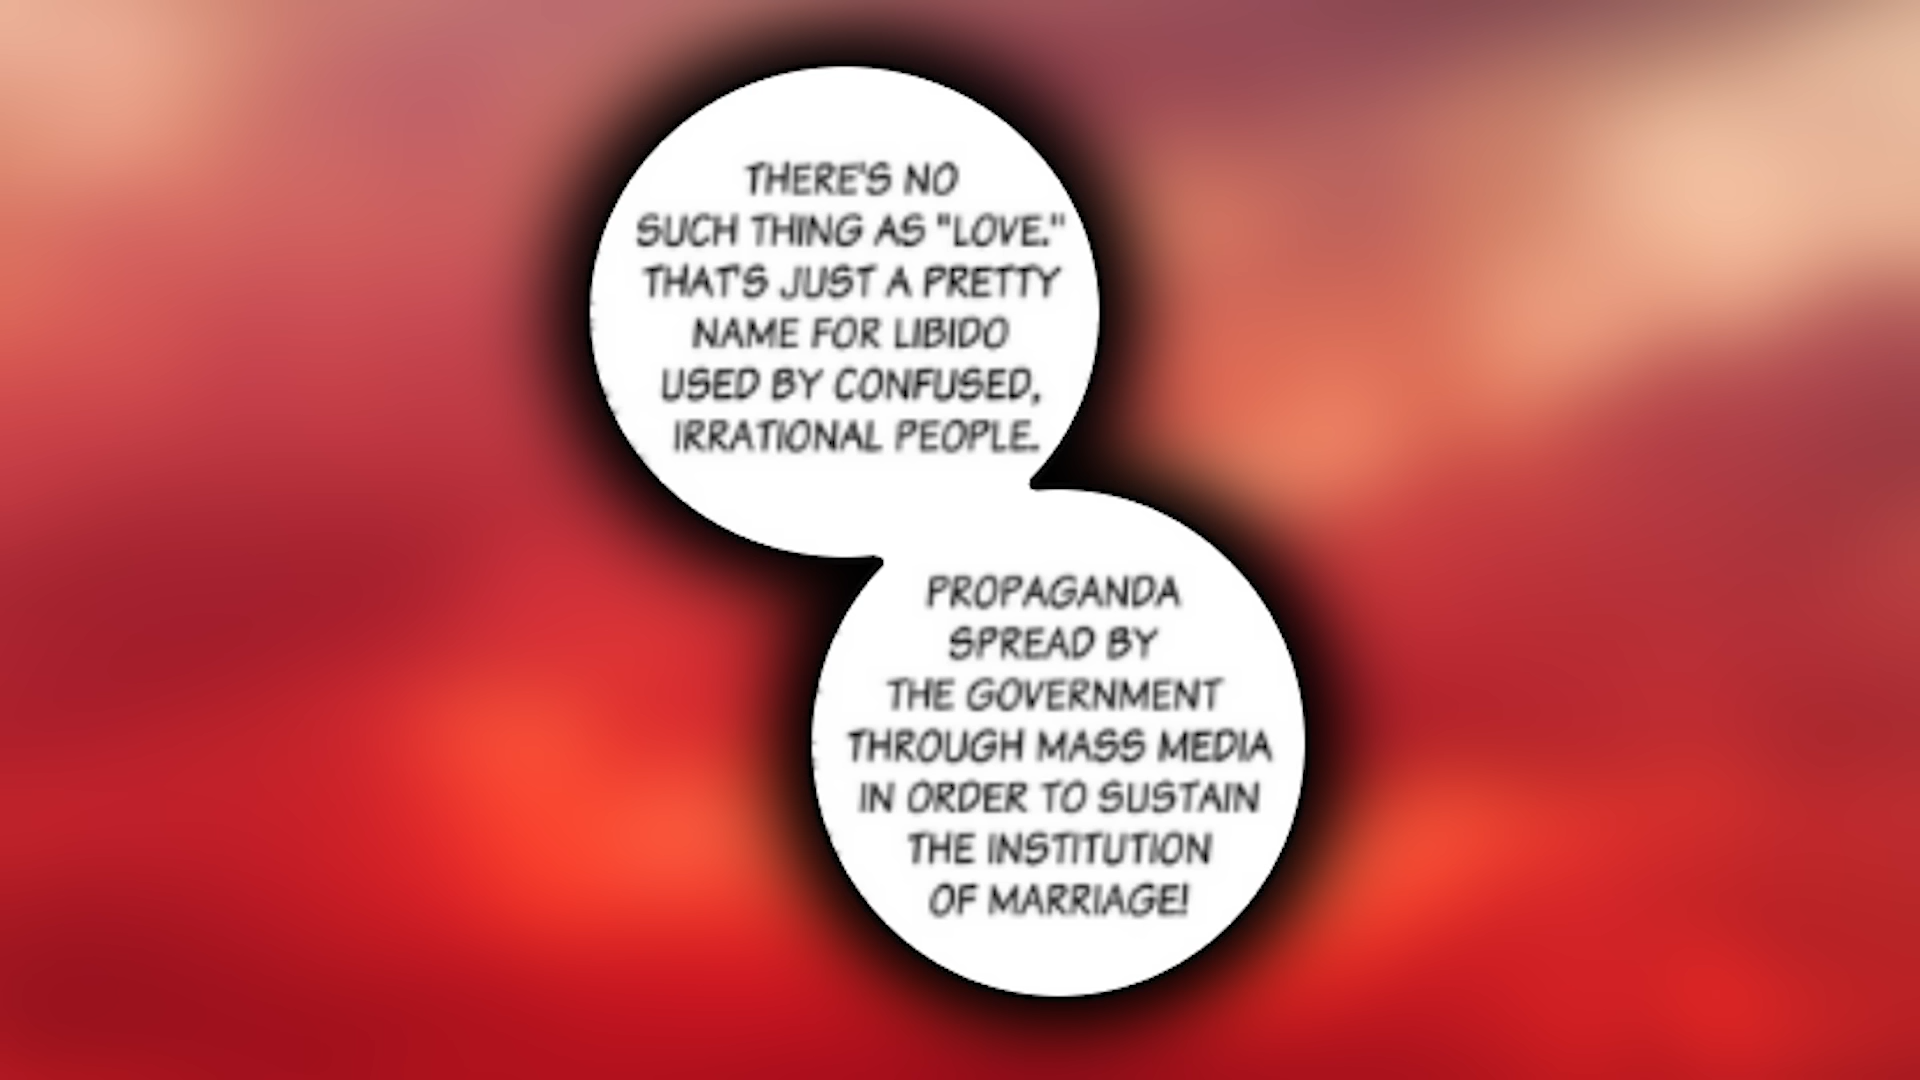 THERE'S NO
SUCH THING AS "LOVE."
THAT'S JUST A PRETTY
NAME FOR LIBIDO
USED BY CONFUSED,
IRRATIONAL PEOPLE.
PROPAGANDA
SPREAD BY
THE GOVERNMENT
THROUGH MASS MEDIA
IN ORDER TO SUSTAIN
THE INSTITUTION
OF MARRIAGE!